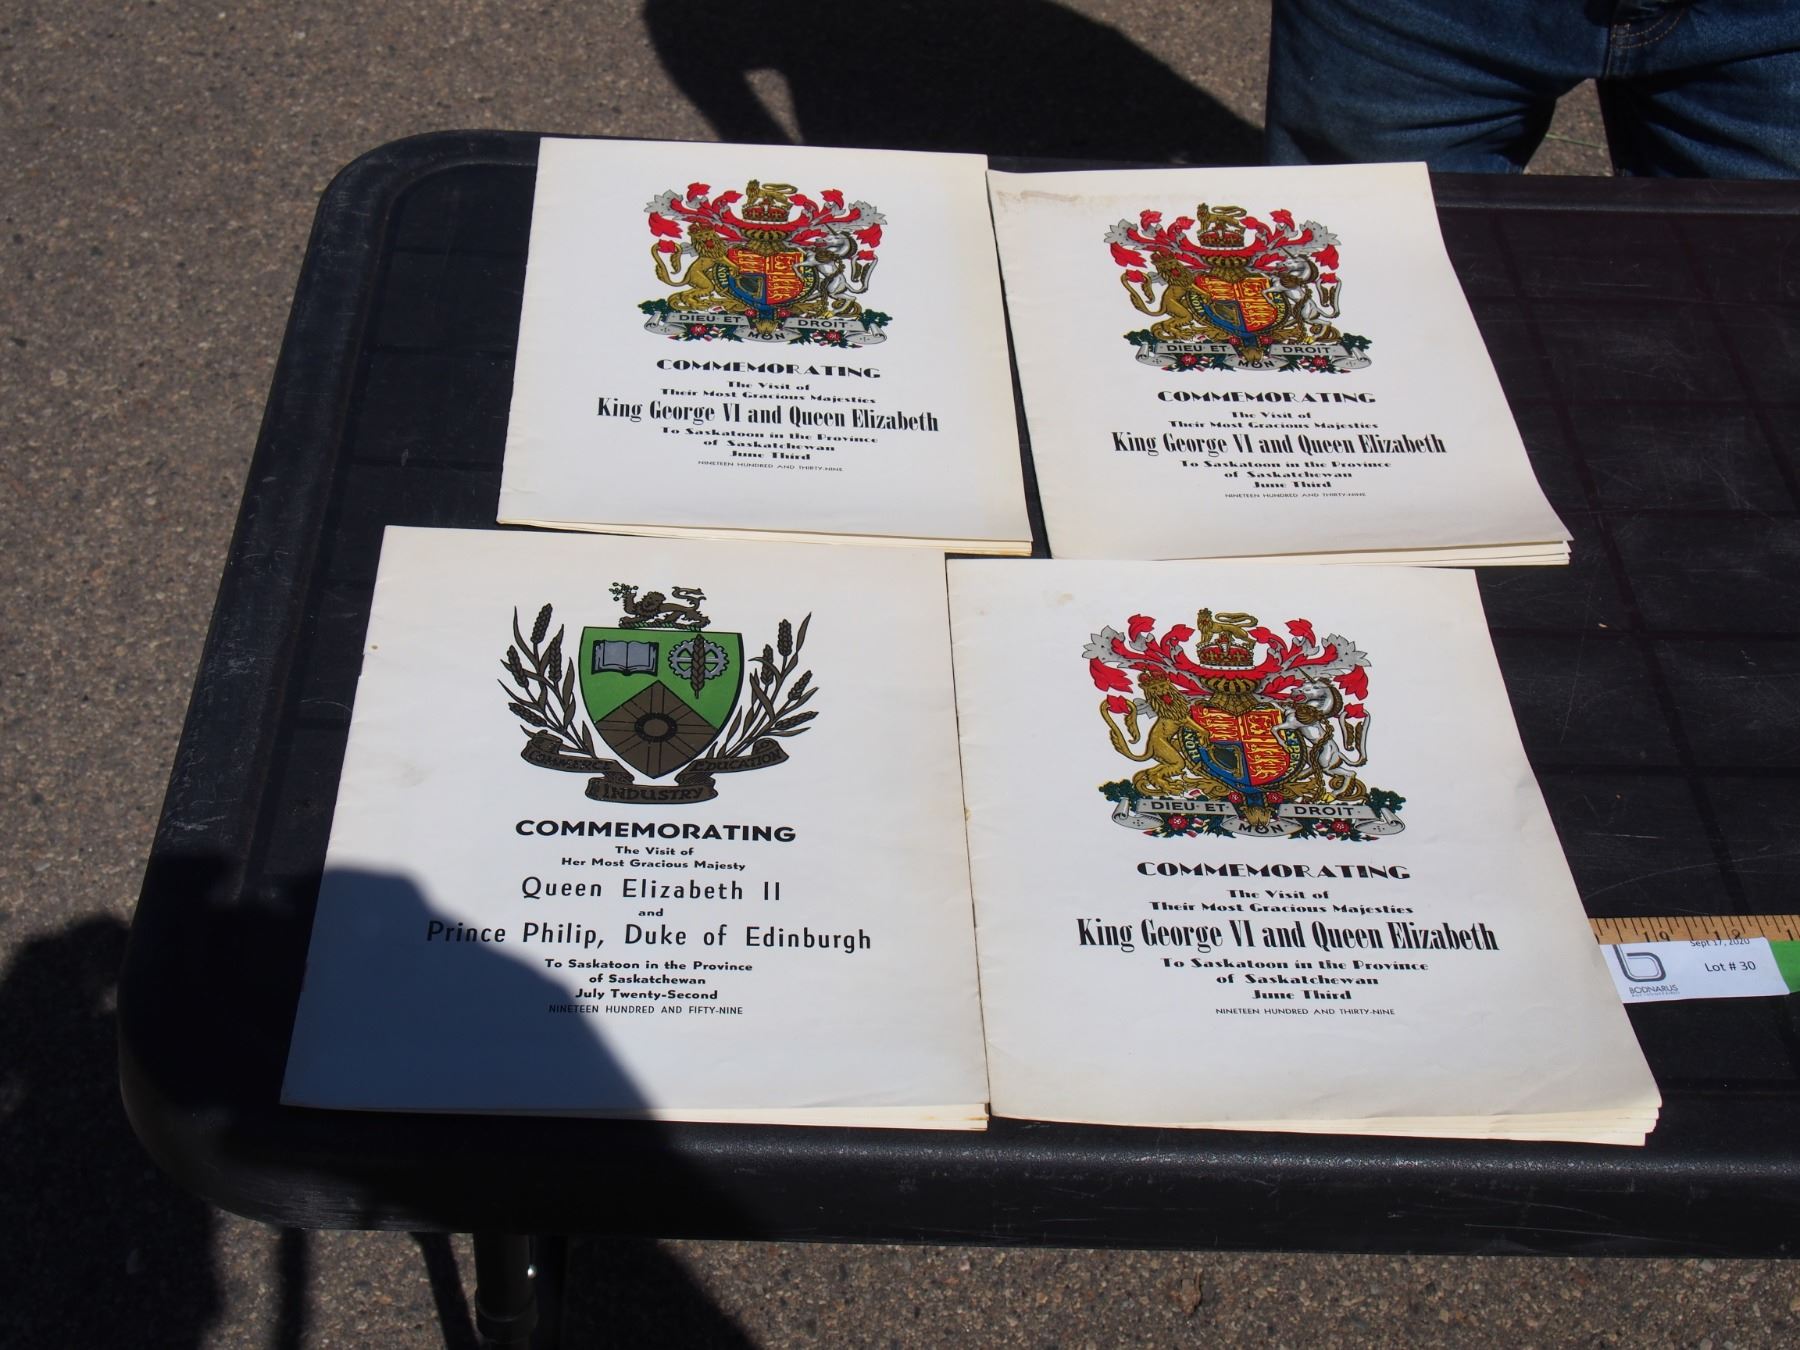 DIEU ET DROIT
MON
COMMEMORATING
The Visit of
Their Most Gracious Majesties
King George VI and Queen Elizabeth
To Saskatoon in the Province
of Saskatchewan
June Third
NINETEEN HUNDRED AND THIRTY-NINE
DIEU ET DROIT
MON
COMMEMORATING
The Visit of
Their Most Gracious Majesties
King George VI and Queen Elizabeth
To Saskatoon in the Province
of Saskatchewan
June Third
NINETEEN HUNDRED AND THIRTY-NINE
COMMERCE EDUCATION
INDUSTRY
COMMEMORATING
The Visit of
Her Most Gracious Majesty
Queen Elizabeth II
and
Prince Philip, Duke of Edinburgh
To Saskatoon in the Province
of Saskatchewan
July Twenty-Second
NINETEEN HUNDRED AND FIFTY-NINE
DIEU ET DROIT
MON
COMMEMORATING
The Visit of
Their Most Gracious Majesties
King George VI and Queen Elizabeth
To Saskatoon in the Province
of Saskatchewan
June Third
NINETEEN HUNDRED AND THIRTY-NINE
19 18
Sept 17, 2020
Lot # 30
BODNARUS